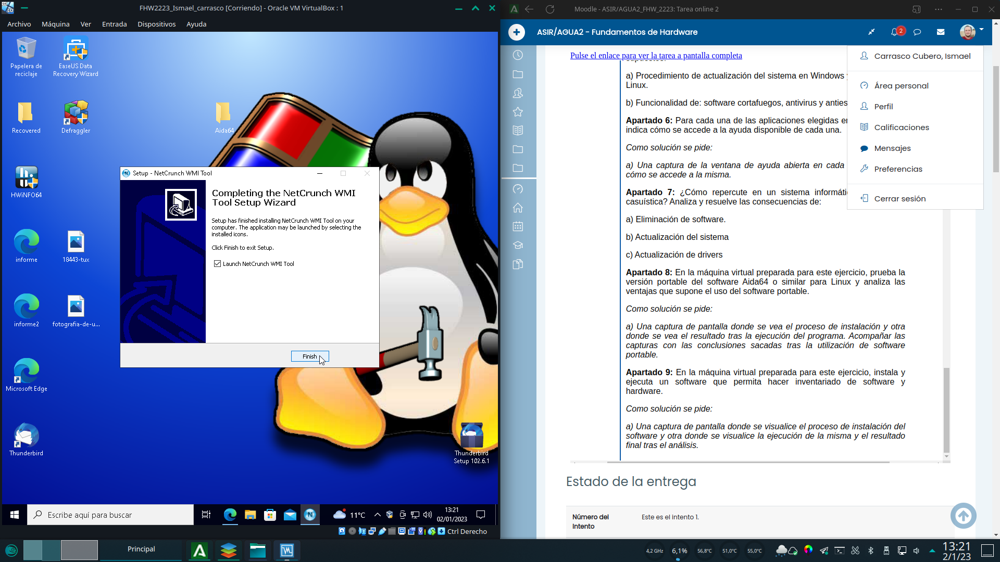 FHW2223_Ismael_carrasco [Corriendo] - Oracle VM VirtualBox : 1
Archivo Máquina Ver Entrada Dispositivos Ayuda
Papelera de reciclaje
EaseUS Data Recovery Wizard
Recovered
Defraggler
Aida64
HWiNFO64
informe
18443-tux
informe2
fotografia-de-u...
Microsoft Edge
Thunderbird
Thunderbird Setup 102.6.1
Setup - NetCrunch WMI Tool
Completing the NetCrunch WMI
Tool Setup Wizard
Setup has finished installing NetCrunch WMI Tool on your
computer. The application may be launched by selecting the
installed icons.
Click Finish to exit Setup.
Launch NetCrunch WMI Tool
Finish
Escribe aquí para buscar
11°C
13:21
02/01/2023
Ctrl Derecho
Moodle - ASIR/AGUA2_FHW_2223: Tarea online 2
ASIR/AGUA2 - Fundamentos de Hardware
2
Pulse el enlace para ver la tarea a pantalla completa
a) Procedimiento de actualización del sistema en Windows y
Linux.
b) Funcionalidad de: software cortafuegos, antivirus y anties
Apartado 6: Para cada una de las aplicaciones elegidas en
indica cómo se accede a la ayuda disponible de cada una.
Como solución se pide:
a) Una captura de la ventana de ayuda abierta en cada
cómo se accede a la misma.
Apartado 7: ¿Cómo repercute en un sistema informáti
casuística? Analiza y resuelve las consecuencias de:
a) Eliminación de software.
b) Actualización del sistema
c) Actualización de drivers
Apartado 8: En la máquina virtual preparada para este ejercicio, prueba la
versión portable del software Aida64 o similar para Linux y analiza las
ventajas que supone el uso del software portable.
Como solución se pide:
a) Una captura de pantalla donde se vea el proceso de instalación y otra
donde se vea el resultado tras la ejecución del programa. Acompañar las
capturas con las conclusiones sacadas tras la utilización de software
portable.
Apartado 9: En la máquina virtual preparada para este ejercicio, instala y
ejecuta un software que permita hacer inventariado de software y
hardware.
Como solución se pide:
a) Una captura de pantalla donde se visualice el proceso de instalación del
software y otra donde se visualice la ejecución de la misma y el resultado
final tras el análisis.
Carrasco Cubero, Ismael
Área personal
Perfil
Calificaciones
Mensajes
Preferencias
Cerrar sesión
Estado de la entrega
Número del Intento
Este es el intento 1.
Principal
4,2 GHz 6,1% 56,8°C 51,0°C 55,0°C
13:21
2/1/23